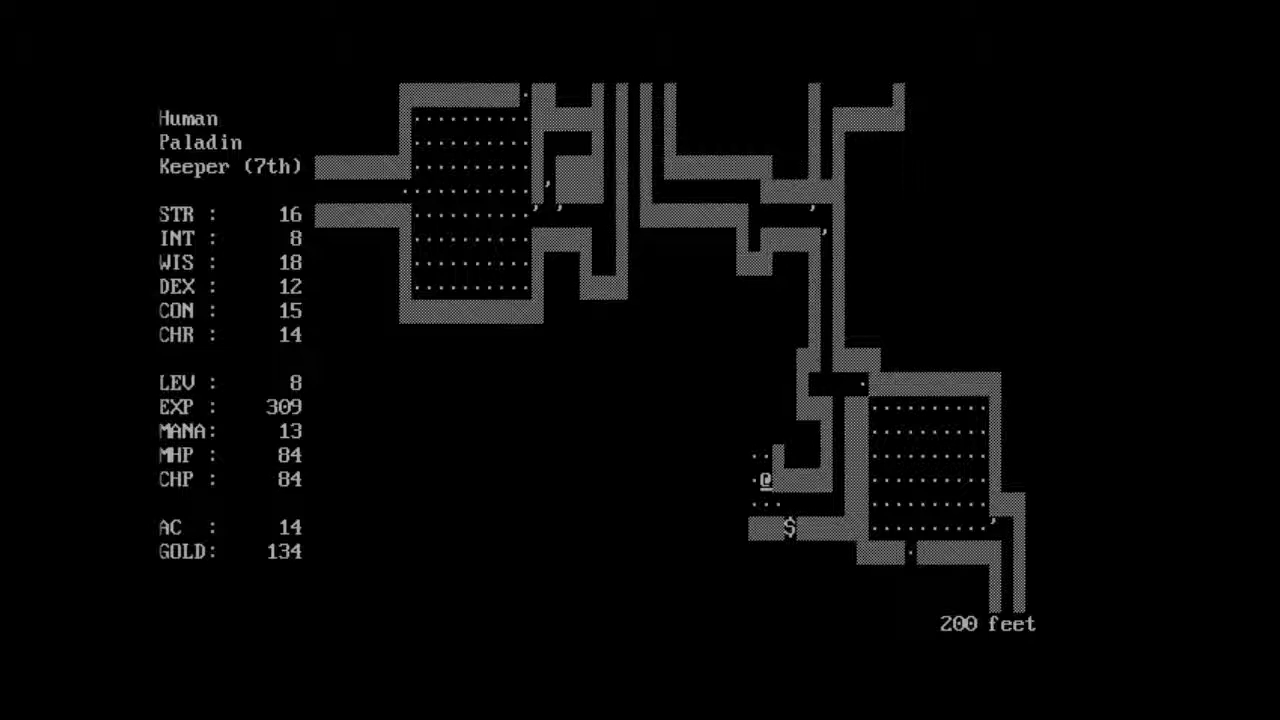 Human
Paladin
Keeper (7th)
STR : 16
INT : 8
WIS : 18
DEX : 12
CON : 15
CHR : 14
LEV : 8
EXP : 309
MANA: 13
MHP : 84
CHP : 84
AC : 14
GOLD: 134
@
$
200 feet